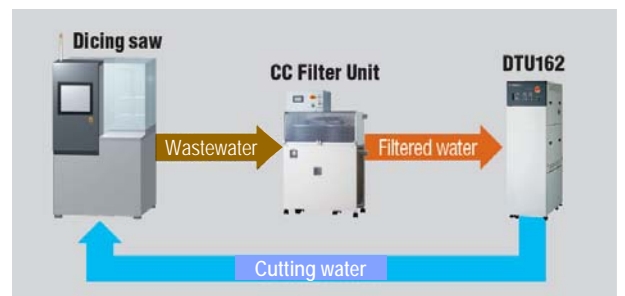 Dicing saw
CC Filter Unit
DTU162
Wastewater
Filtered water
Cutting water